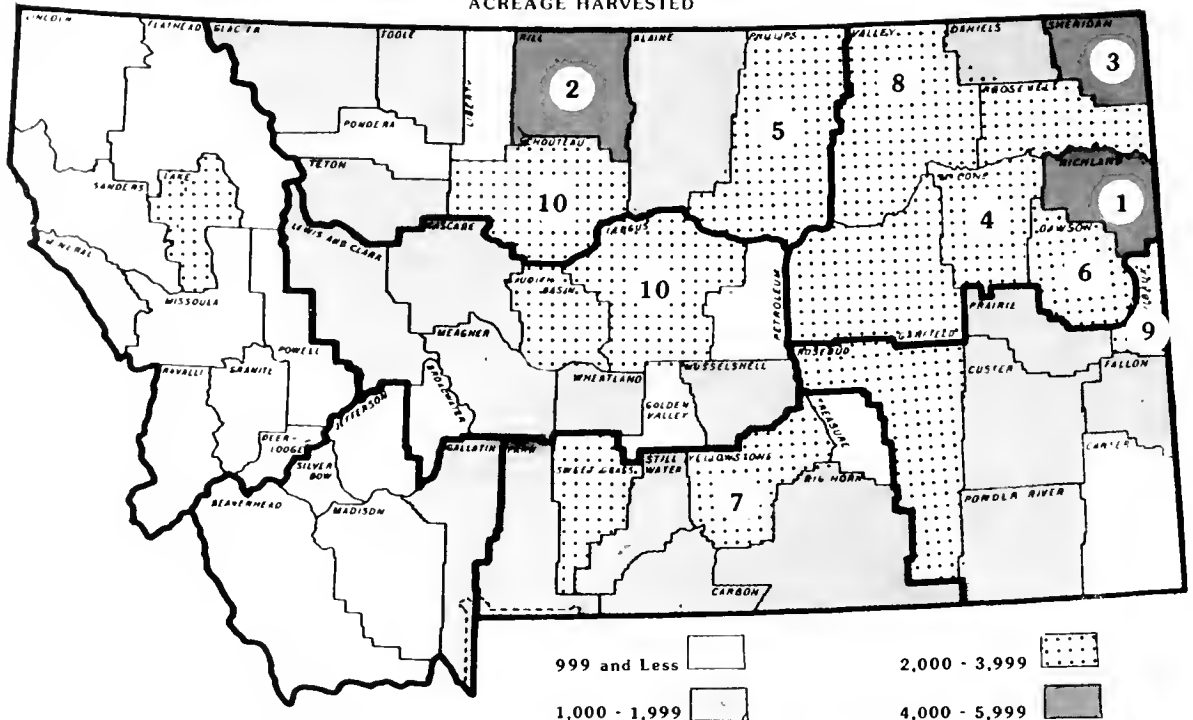 ACREAGE HARVESTED
LINCOLN
FLATHEAD
GLACIER
TOOLE
LIBERTY
HILL
BLAINE
PHILLIPS
VALLEY
DANIELS
SHERIDAN
2
3
8
5
ROOSEVELT
PONDERA
CHOUTEAU
TETON
RICHLAND
SANDERS
LAKE
10
1
4
MINERAL
LEWIS AND CLARK
CASCADE
FERGUS
DAWSON
6
MISSOULA
JUDITH
BASIN
10
PETROLEUM
PRAIRIE
9
MEAGHER
GARFIELD
POWELL
ROSEBUD
RAVALLI
GRANITE
BROADWATER
WHEATLAND
MUSSELSHELL
CUSTER
FALLON
JEFFERSON
GOLDEN
VALLEY
TREASURE
DEER-
LODGE
SILVER
BOW
GALLATIN
PARK
SWEET GRASS
STILL
WATER
YELLOWSTONE
CARTER
BEAVERHEAD
MADISON
7
BIG HORN
POWDER RIVER
CARBON
999 and Less
2,000 - 3,999
1,000 - 1,999
4,000 - 5,999